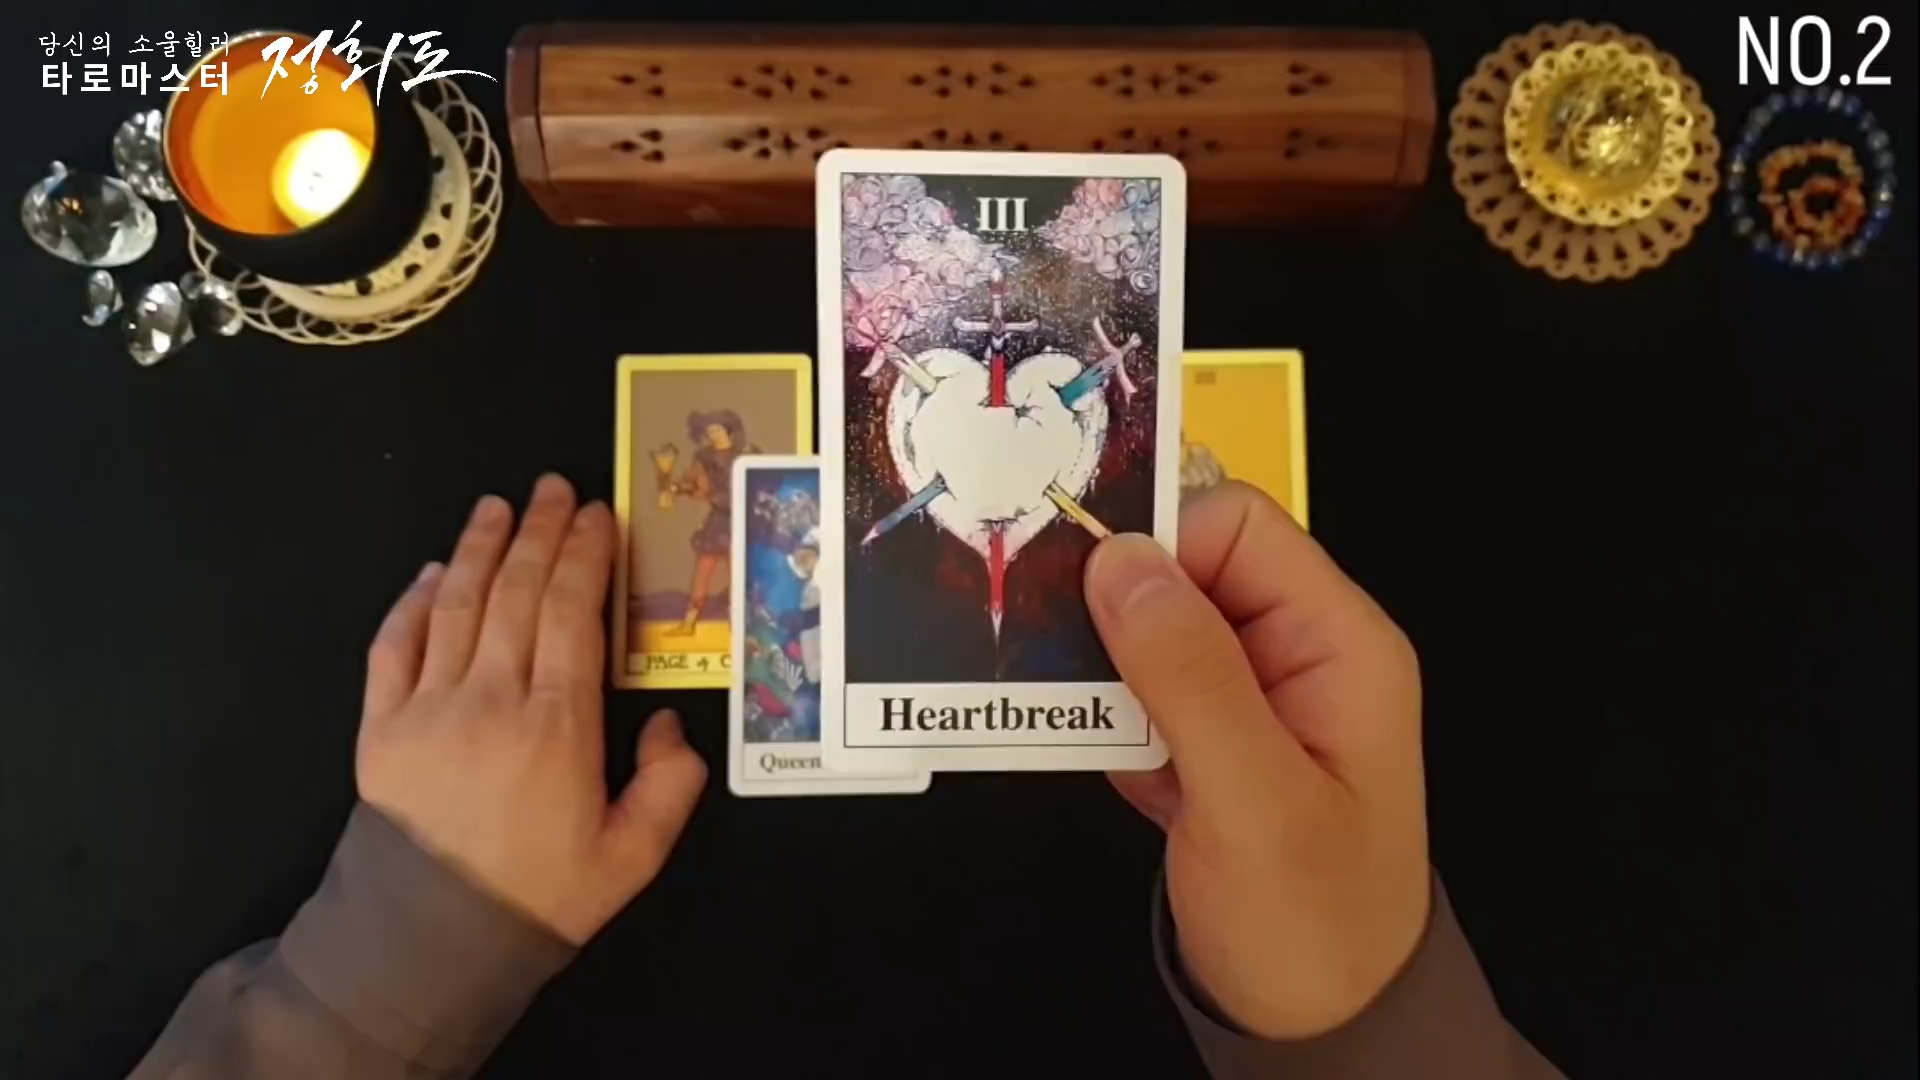 당신의 소울힐러
타로마스터 정회도
NO.2
III
Heartbreak
PAGE of C
Queen